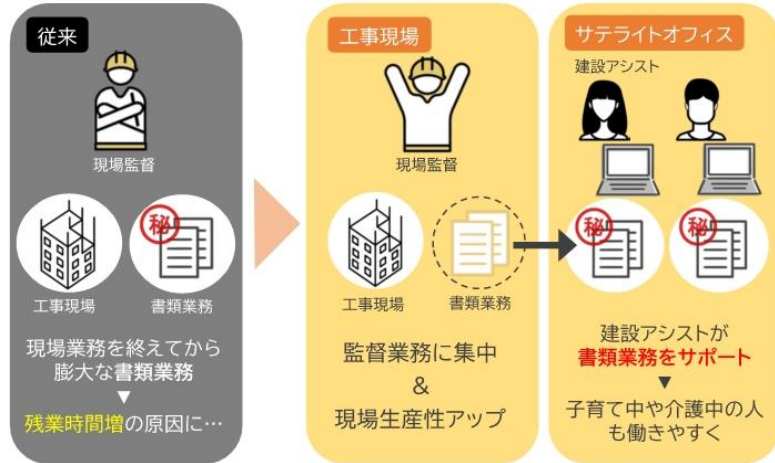 従来
現場監督
秘
工事現場
書類業務
現場業務を終えてから
膨大な書類業務
▼
残業時間増の原因に…
工事現場
現場監督
工事現場
書類業務
監督業務に集中
&
現場生産性アップ
サテライトオフィス
建設アシスト
秘
秘
建設アシストが
書類業務をサポート
▼
子育て中や介護中の人
も働きやすく